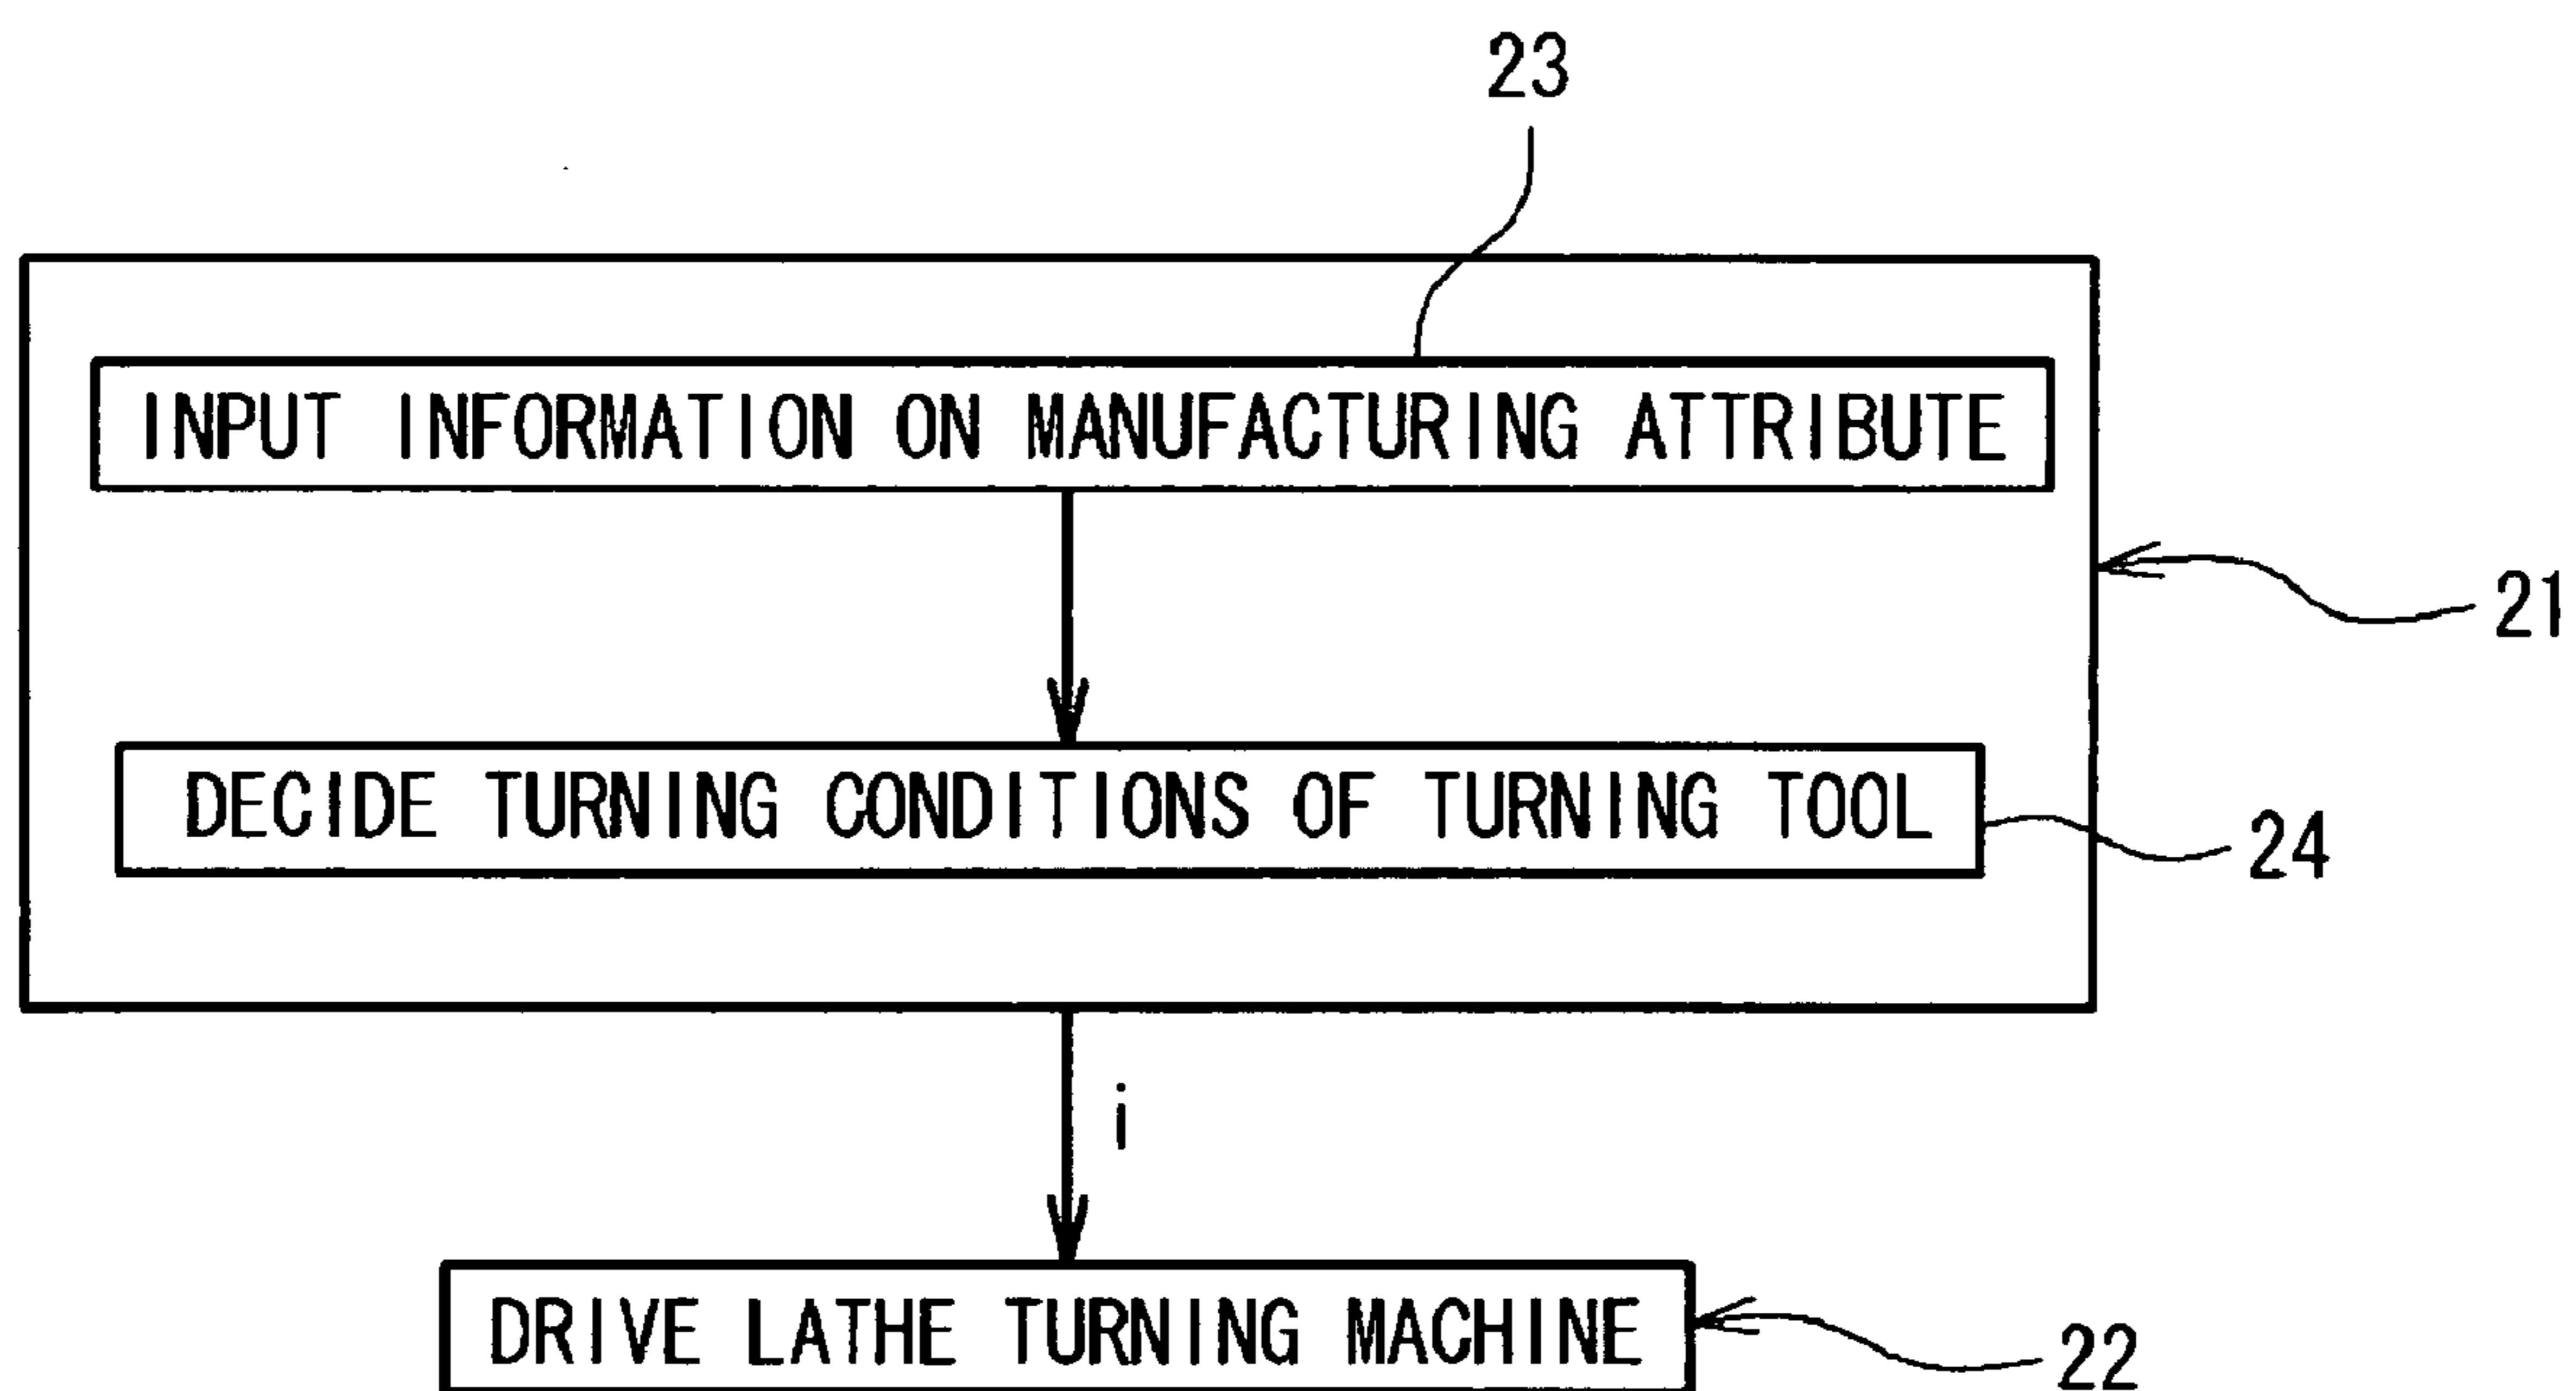 23
INPUT INFORMATION ON MANUFACTURING ATTRIBUTE
21
DECIDE TURNING CONDITIONS OF TURNING TOOL
24
i
DRIVE LATHE TURNING MACHINE
22